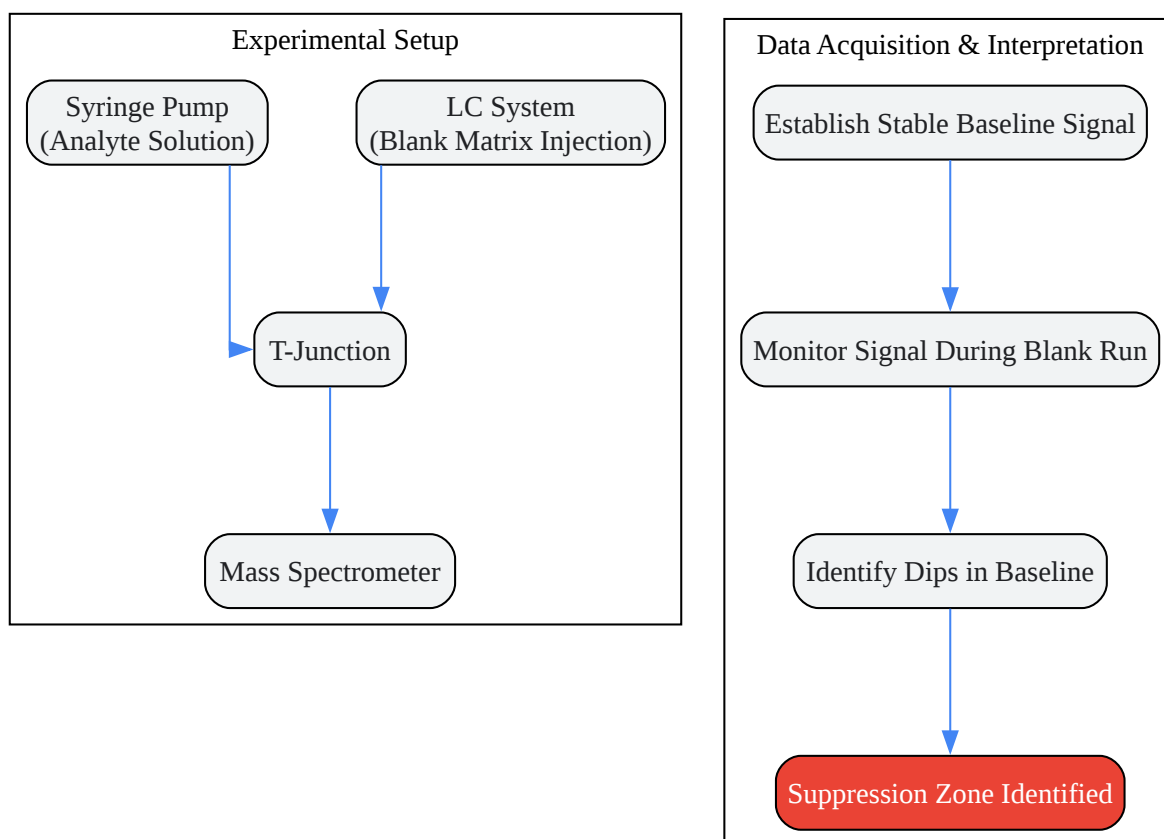 Experimental Setup
Syringe Pump
(Analyte Solution)
LC System
(Blank Matrix Injection)
T-Junction
Mass Spectrometer
Data Acquisition & Interpretation
Establish Stable Baseline Signal
Monitor Signal During Blank Run
Identify Dips in Baseline
Suppression Zone Identified